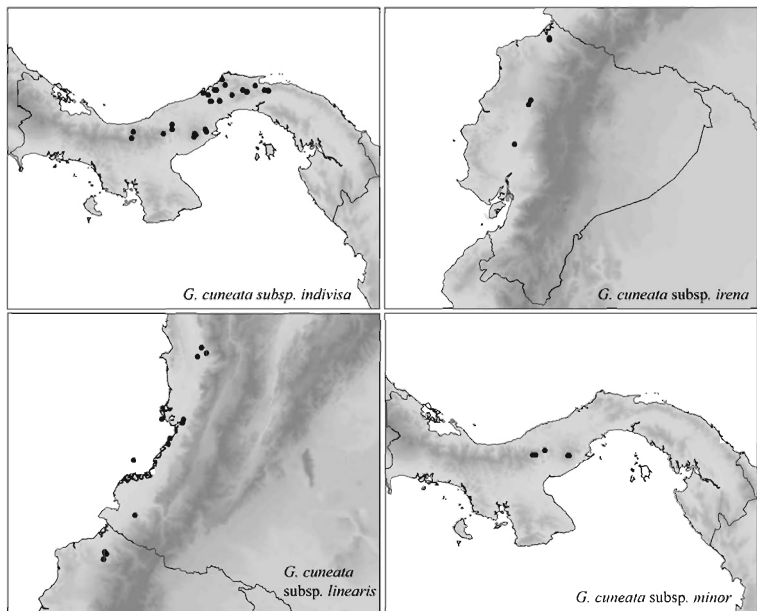 G. cuneata subsp. indivisa
G. cuneata subsp. irena
G. cuneata
subsp. linearis
G. cuneata subsp. minor